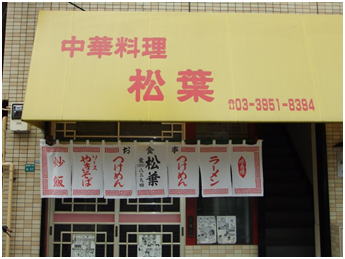 中華料理
松葉
☎03-3951-8394
お食事
ラーメン
つけめん
松葉
つけめん
やきそば
炒飯